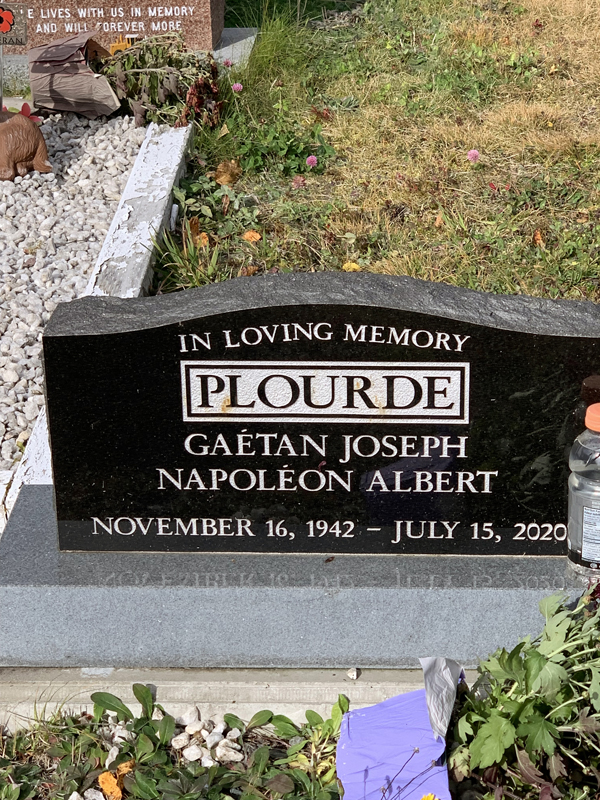 E LIVES WITH US IN MEMORY
AND WILL FOREVER MORE
IN LOVING MEMORY
PLOURDE
GAÉTAN JOSEPH
NAPOLÉON ALBERT
NOVEMBER 16, 1942 – JULY 15, 2020